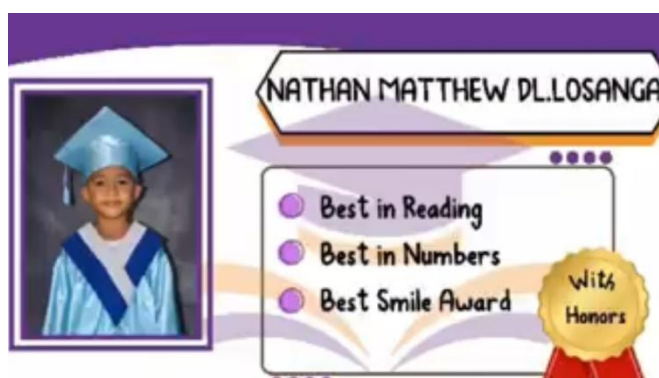 NATHAN MATTHEW DL.LOSANGA
Best in Reading
Best in Numbers
Best Smile Award
With
Honors